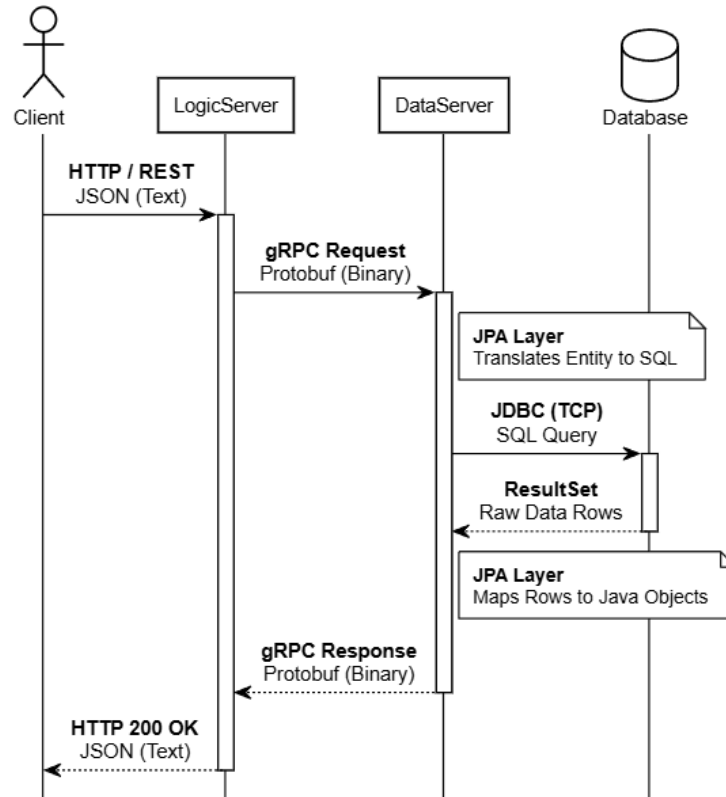 Client
LogicServer
DataServer
Database
HTTP / REST
JSON (Text)
gRPC Request
Protobuf (Binary)
JPA Layer
Translates Entity to SQL
JDBC (TCP)
SQL Query
ResultSet
Raw Data Rows
JPA Layer
Maps Rows to Java Objects
gRPC Response
Protobuf (Binary)
HTTP 200 OK
JSON (Text)